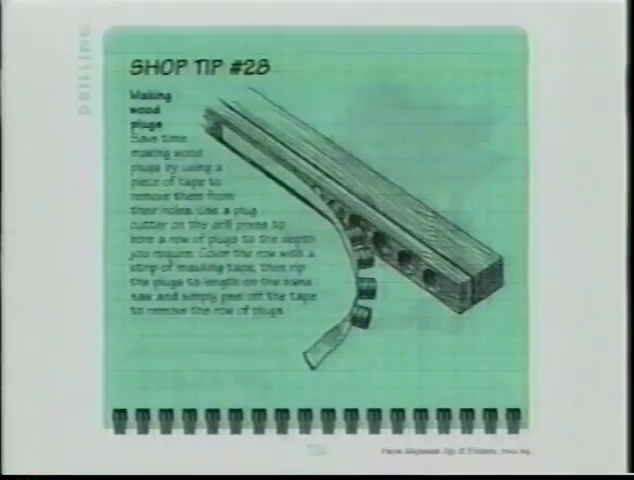 DRILLING
SHOP TIP #28
Making
wood
plugs
Save time
making wood
plugs by using a
piece of tape to
remove them from
their holes. Use a plug
cutter on the drill press to
bore a row of plugs to the depth
you require. Cover the row with a
strip of masking tape, then rip
the plugs to length on the
saw and simply peel off the tape
to remove the row of plugs.